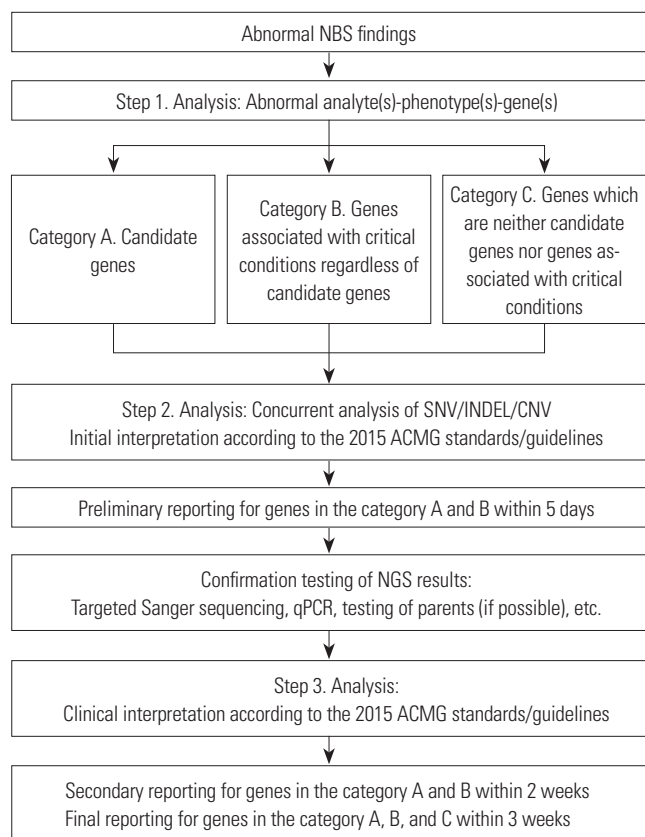 Abnormal NBS findings
Step 1. Analysis: Abnormal analyte(s)-phenotype(s)-gene(s)
Category A. Candidate
genes
Category B. Genes
associated with critical
conditions regardless of
candidate genes
Category C. Genes which
are neither candidate
genes nor genes as-
sociated with critical
conditions
Step 2. Analysis: Concurrent analysis of SNV/INDEL/CNV
Initial interpretation according to the 2015 ACMG standards/guidelines
Preliminary reporting for genes in the category A and B within 5 days
Confirmation testing of NGS results:
Targeted Sanger sequencing, qPCR, testing of parents (if possible), etc.
Step 3. Analysis:
Clinical interpretation according to the 2015 ACMG standards/guidelines
Secondary reporting for genes in the category A and B within 2 weeks
Final reporting for genes in the category A, B, and C within 3 weeks